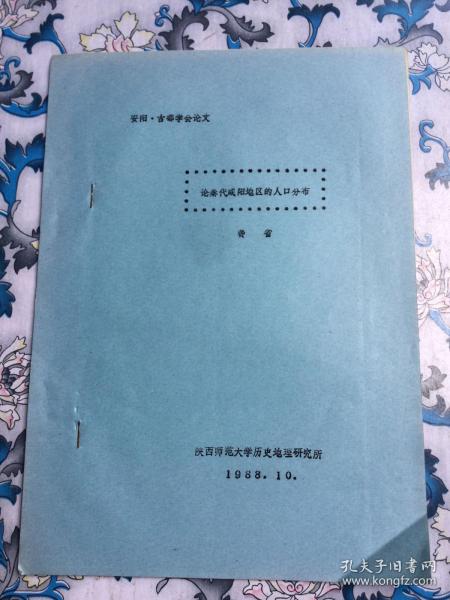 安阳·古都学会论文
论秦代咸阳地区的人口分布
费 省
陕西师范大学历史地理研究所
1988.10.
孔夫子旧书网
www.kongfz.com